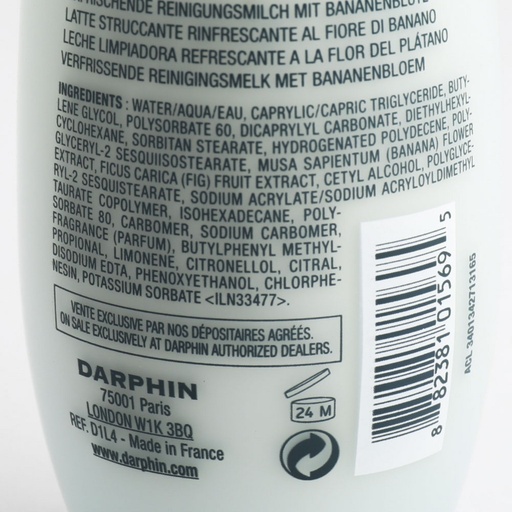 RISCHENDE REINIGUNGSMILCH MIT BANANENBLÜTE
LATTE STRUCCANTE RINFRESCANTE AL FIORE DI BANANO
LECHE LIMPIADORA REFRESCANTE A LA FLOR DEL PLÁTANO
VERFRISSENDE REINIGINGSMELK MET BANANENBLOEM
INGREDIENTS : WATER/AQUA/EAU, CAPRYLIC/CAPRIC TRIGLYCERIDE, BUTY-
LENE GLYCOL, POLYSORBATE 60, DICAPRYLYL CARBONATE, DIETHYLHEXYL-
CYCLOHEXANE, SORBITAN STEARATE, HYDROGENATED POLYDECENE, POLY-
GLYCERYL-2 SESQUIISOSTEARATE, MUSA SAPIENTUM (BANANA) FLOWER
EXTRACT, FICUS CARICA (FIG) FRUIT EXTRACT, CETYL ALCOHOL, POLYGLYCE-
RYL-2 SESQUISTEARATE, SODIUM ACRYLATE/SODIUM ACRYLOYLDIMETHYL
TAURATE COPOLYMER, ISOHEXADECANE, POLY-
SORBATE 80, CARBOMER, SODIUM CARBOMER,
FRAGRANCE (PARFUM), BUTYLPHENYL METHYL-
PROPIONAL, LIMONENE, CITRONELLOL, CITRAL,
DISODIUM EDTA, PHENOXYETHANOL, CHLORPHE-
NESIN, POTASSIUM SORBATE <ILN33477>.
VENTE EXCLUSIVE PAR NOS DÉPOSITAIRES AGRÉÉS.
ON SALE EXCLUSIVELY AT DARPHIN AUTHORIZED DEALERS.
DARPHIN
75001 Paris
LONDON W1K 3BQ
REF. D1L4 - Made in France
www.darphin.com
24 M
8 82381 01569 5
ACL 3401342713165